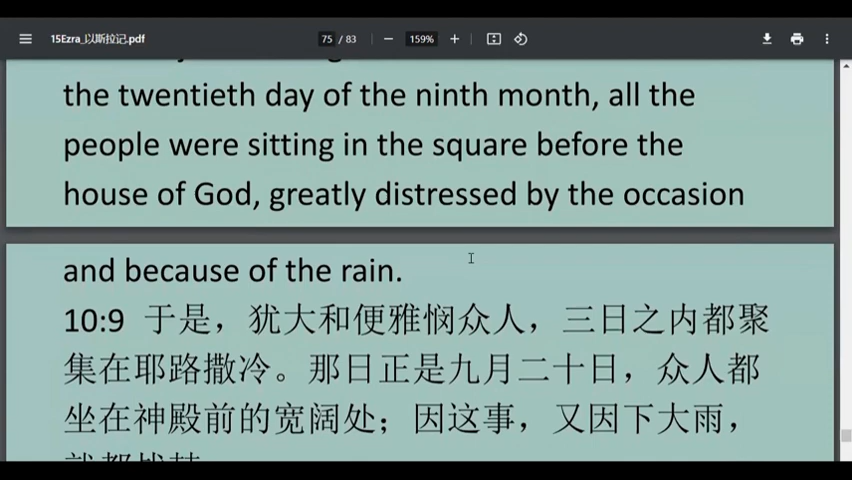 15Ezra_以斯拉记.pdf
75 / 83
159%
the twentieth day of the ninth month, all the
people were sitting in the square before the
house of God, greatly distressed by the occasion
and because of the rain.
10:9 于是，犹大和便雅悯众人，三日之内都聚
集在耶路撒冷。那日正是九月二十日，众人都
坐在神殿前的宽阔处；因这事，又因下大雨，